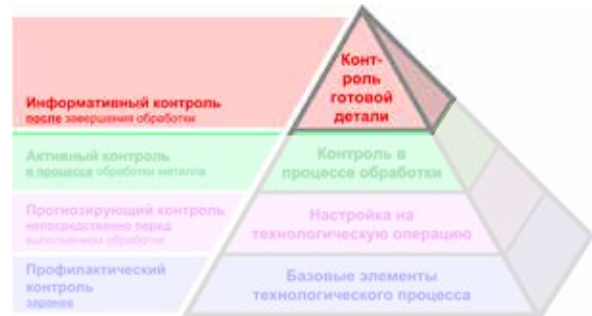 Конт-
роль
готовой
детали
Информативный контроль
после завершения обработки
Активный контроль
в процессе обработки металла
Контроль в
процессе обработки
Прогнозирующий контроль
непосредственно перед
выполнением обработки
Настройка на
технологическую операцию
Профилактический
контроль
заранее
Базовые элементы
технологического процесса